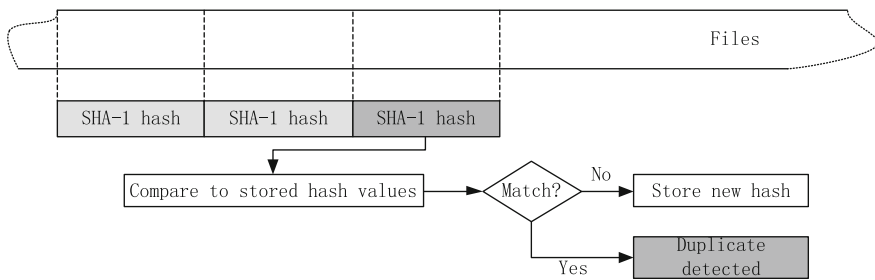 Files
SHA-1 hash SHA-1 hash SHA-1 hash
Compare to stored hash values
Match?
No
Store new hash
Yes
Duplicate
detected